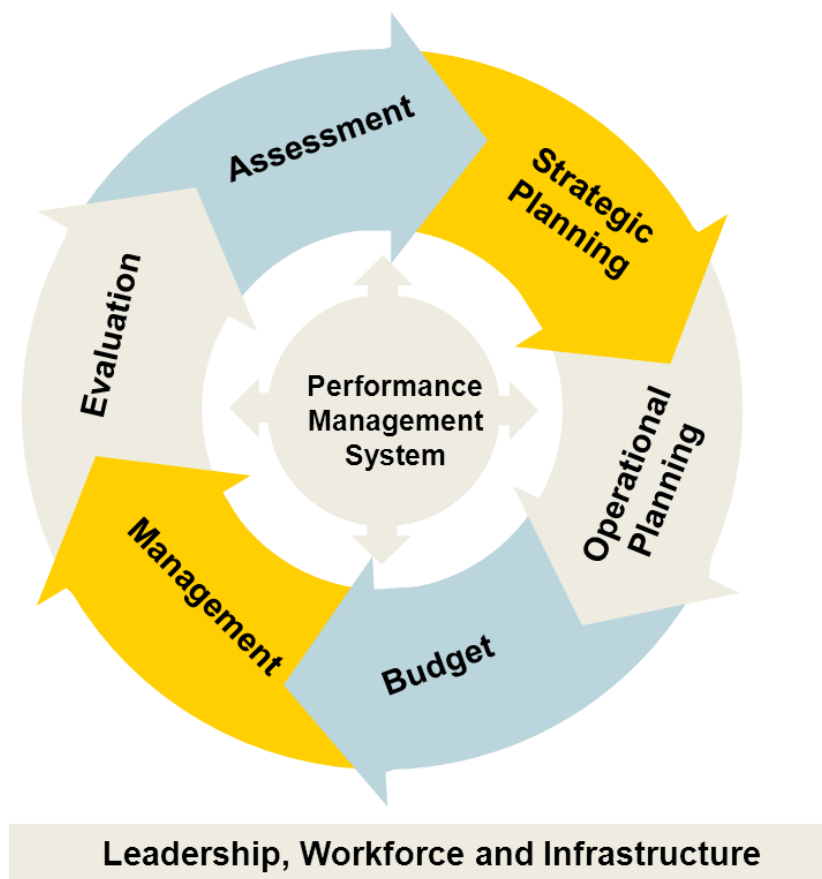 Assessment
Strategic
Planning
Operational
Planning
Budget
Management
Evaluation
Performance
Management
System
Leadership, Workforce and Infrastructure